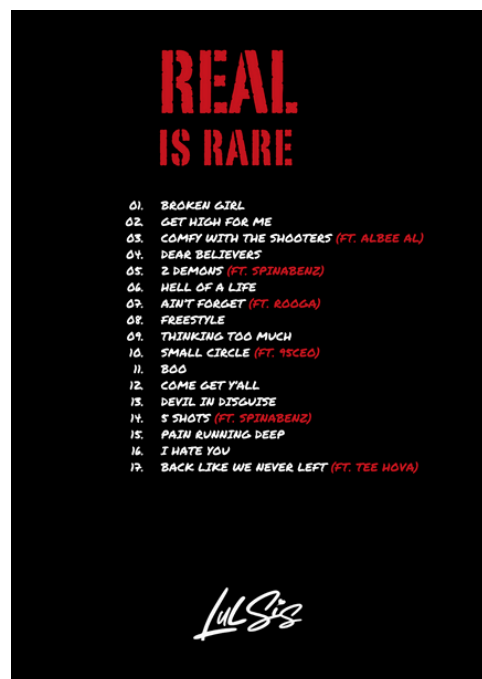 REAL
IS RARE
01. BROKEN GIRL
02. GET HIGH FOR ME
03. COMFY WITH THE SHOOTERS (FT. ALBEE AL)
04. DEAR BELIEVERS
05. 2 DEMONS (FT. SPINABENZ)
06. HELL OF A LIFE
07. AIN'T FORGET (FT. ROOGA)
08. FREESTYLE
09. THINKING TOO MUCH
10. SMALL CIRCLE (FT. 95CEO)
11. BOO
12. COME GET Y'ALL
13. DEVIL IN DISGUISE
14. 5 SHOTS (FT. SPINABENZ)
15. PAIN RUNNING DEEP
16. I HATE YOU
17. BACK LIKE WE NEVER LEFT (FT. TEE HOVA)
Lul Sis